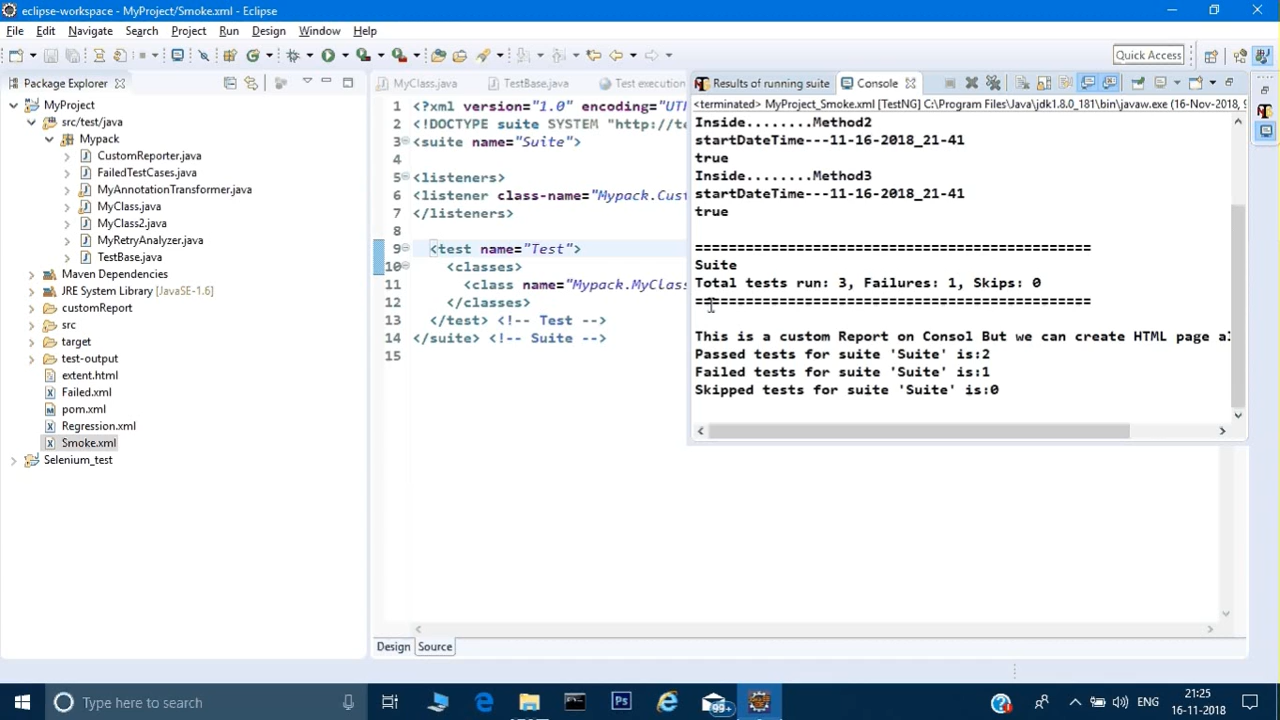 eclipse-workspace - MyProject/Smoke.xml - Eclipse
File Edit Navigate Search Project Run Design Window Help
Quick Access
Package Explorer
MyProject
src/test/java
Mypack
CustomReporter.java
FailedTestCases.java
MyAnnotationTransformer.java
MyClass.java
MyClass2.java
MyRetryAnalyzer.java
TestBase.java
Maven Dependencies
JRE System Library [JavaSE-1.6]
customReport
src
target
test-output
extent.html
Failed.xml
pom.xml
Regression.xml
Smoke.xml
Selenium_test
MyClass.java TestBase.java Test execution
1 <?xml version="1.0" encoding="UTF
2 <!DOCTYPE suite SYSTEM "http://te
3 <suite name="Suite">
4
5 <listeners>
6 <listener class-name="Mypack.Cus
7 </listeners>
8
9 <test name="Test">
10 <classes>
11 <class name="Mypack.MyClass
12 </classes>
13 </test> <!-- Test -->
14 </suite> <!-- Suite -->
15
Design Source
Results of running suite Console
<terminated> MyProject_Smoke.xml [TestNG] C:\Program Files\Java\jdk1.8.0_181\bin\javaw.exe (16-Nov-2018, 9
Inside........Method2
startDateTime---11-16-2018_21-41
true
Inside........Method3
startDateTime---11-16-2018_21-41
true
===============================================
Suite
Total tests run: 3, Failures: 1, Skips: 0
===============================================
This is a custom Report on Consol But we can create HTML page al
Passed tests for suite 'Suite' is:2
Failed tests for suite 'Suite' is:1
Skipped tests for suite 'Suite' is:0
Type here to search
Ps
99+
ENG
21:25
16-11-2018